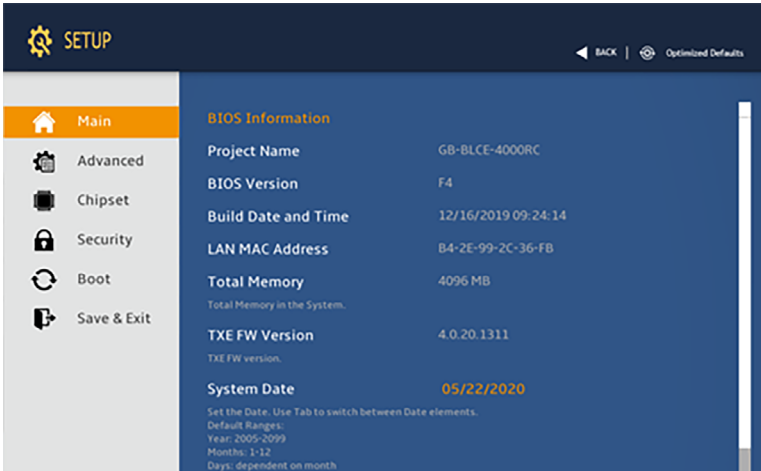 SETUP
BACK | Optimized Defaults
Main
Advanced
Chipset
Security
Boot
Save & Exit
BIOS Information
Project Name GB-BLCE-4000RC
BIOS Version F4
Build Date and Time 12/16/2019 09:24:14
LAN MAC Address B4-2E-99-2C-36-FB
Total Memory 4096 MB
Total Memory in the System.
TXE FW Version 4.0.20.1311
TXE FW version.
System Date 05/22/2020
Set the Date. Use Tab to switch between Date elements.
Default Ranges:
Year: 2005-2099
Months: 1-12
Days: dependent on month